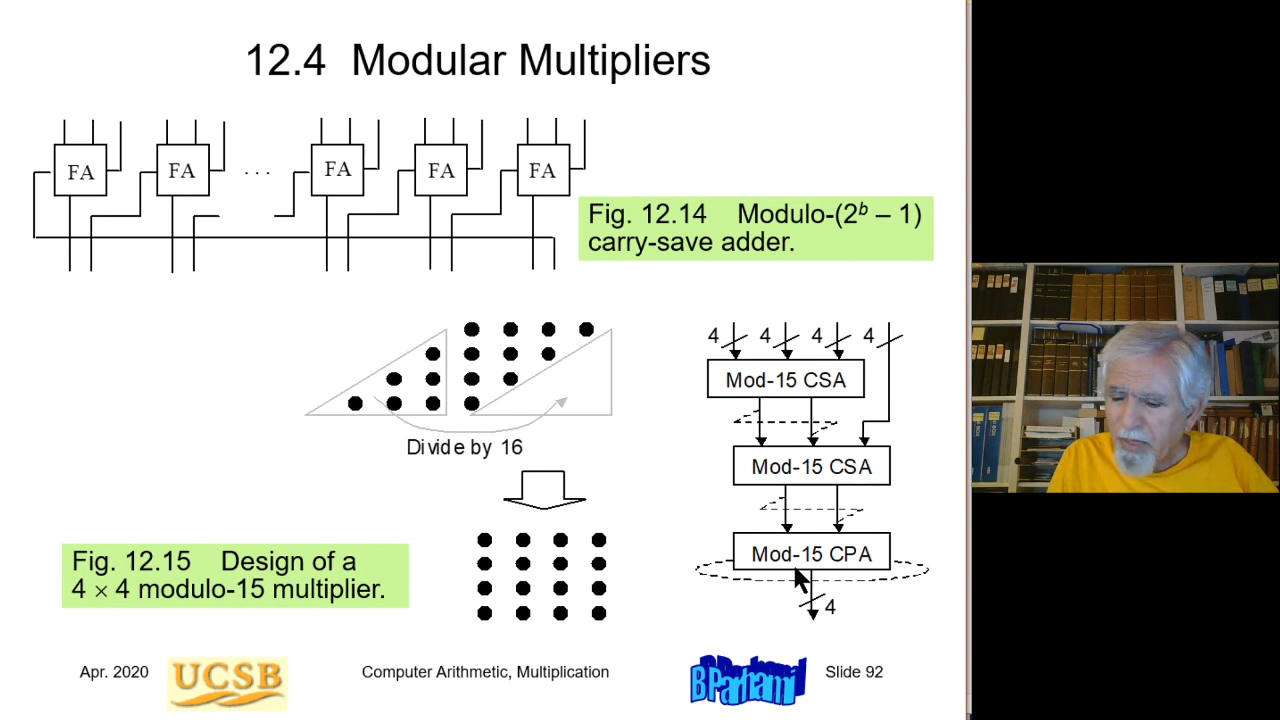 12.4 Modular Multipliers
FA FA . . . FA FA FA
Fig. 12.14 Modulo-(2ᵇ – 1)
carry-save adder.
4 4 4 4
Mod-15 CSA
Divide by 16
Mod-15 CSA
Mod-15 CPA
4
Fig. 12.15 Design of a
4 × 4 modulo-15 multiplier.
Apr. 2020
UCSB
Computer Arithmetic, Multiplication
B Parhami
Slide 92